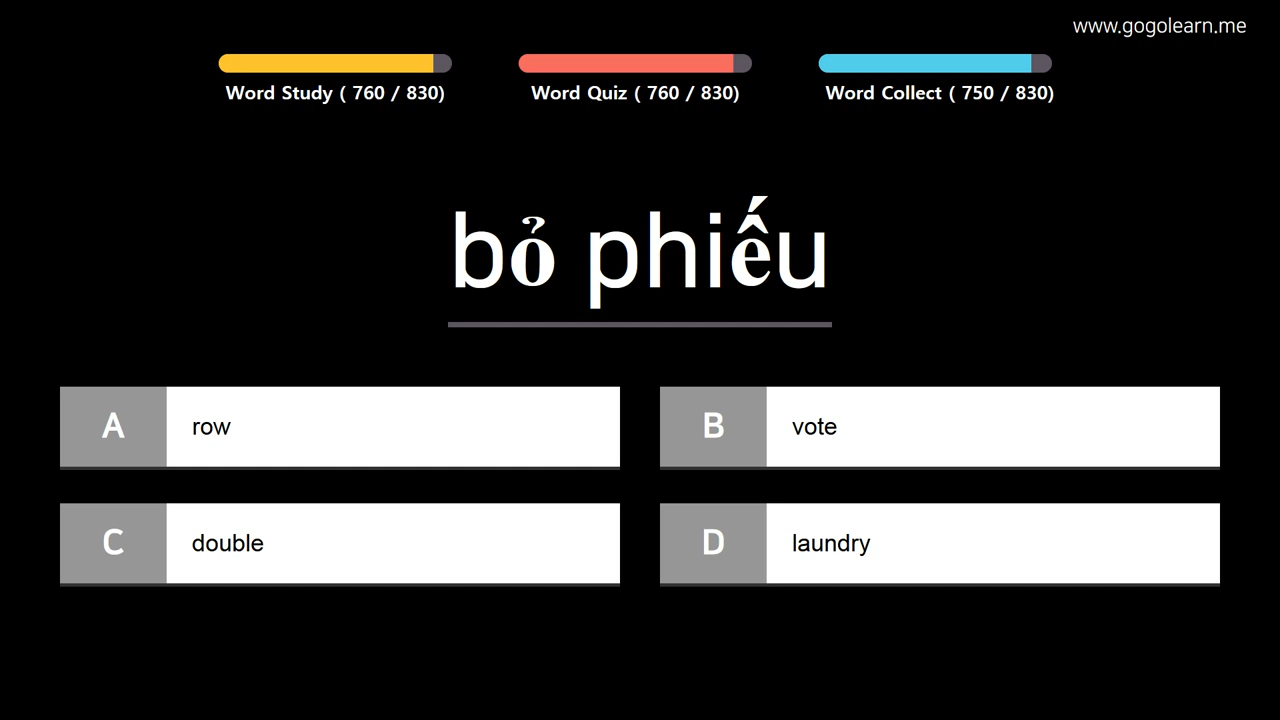 www.gogolearn.me
Word Study ( 760 / 830)
Word Quiz ( 760 / 830)
Word Collect ( 750 / 830)
bỏ phiếu
A row
B vote
C double
D laundry